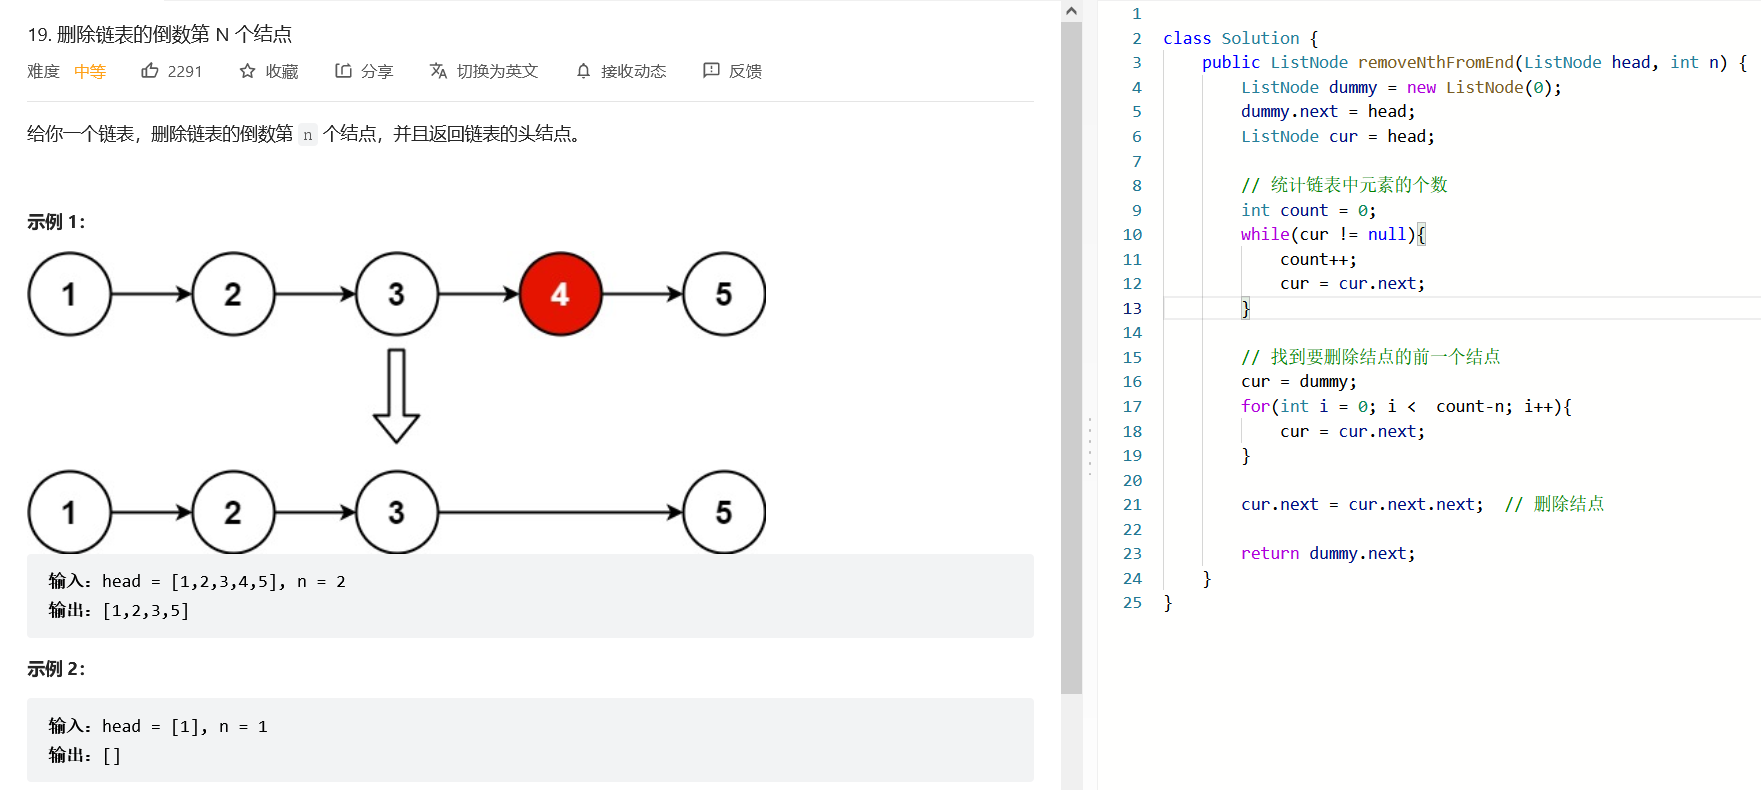 19. 删除链表的倒数第 N 个结点
难度 中等 2291 收藏 分享 切换为英文 接收动态 反馈
给你一个链表，删除链表的倒数第 n 个结点，并且返回链表的头结点。
示例 1：
1 2 3 4 5
1 2 3 5
输入：head = [1,2,3,4,5], n = 2
输出：[1,2,3,5]
示例 2：
输入：head = [1], n = 1
输出：[]
1
2 class Solution {
3 public ListNode removeNthFromEnd(ListNode head, int n) {
4 ListNode dummy = new ListNode(0);
5 dummy.next = head;
6 ListNode cur = head;
7
8 // 统计链表中元素的个数
9 int count = 0;
10 while(cur != null){
11 count++;
12 cur = cur.next;
13 }
14
15 // 找到要删除结点的前一个结点
16 cur = dummy;
17 for(int i = 0; i <  count-n; i++){
18 cur = cur.next;
19 }
20
21 cur.next = cur.next.next;  // 删除结点
22
23 return dummy.next;
24 }
25 }